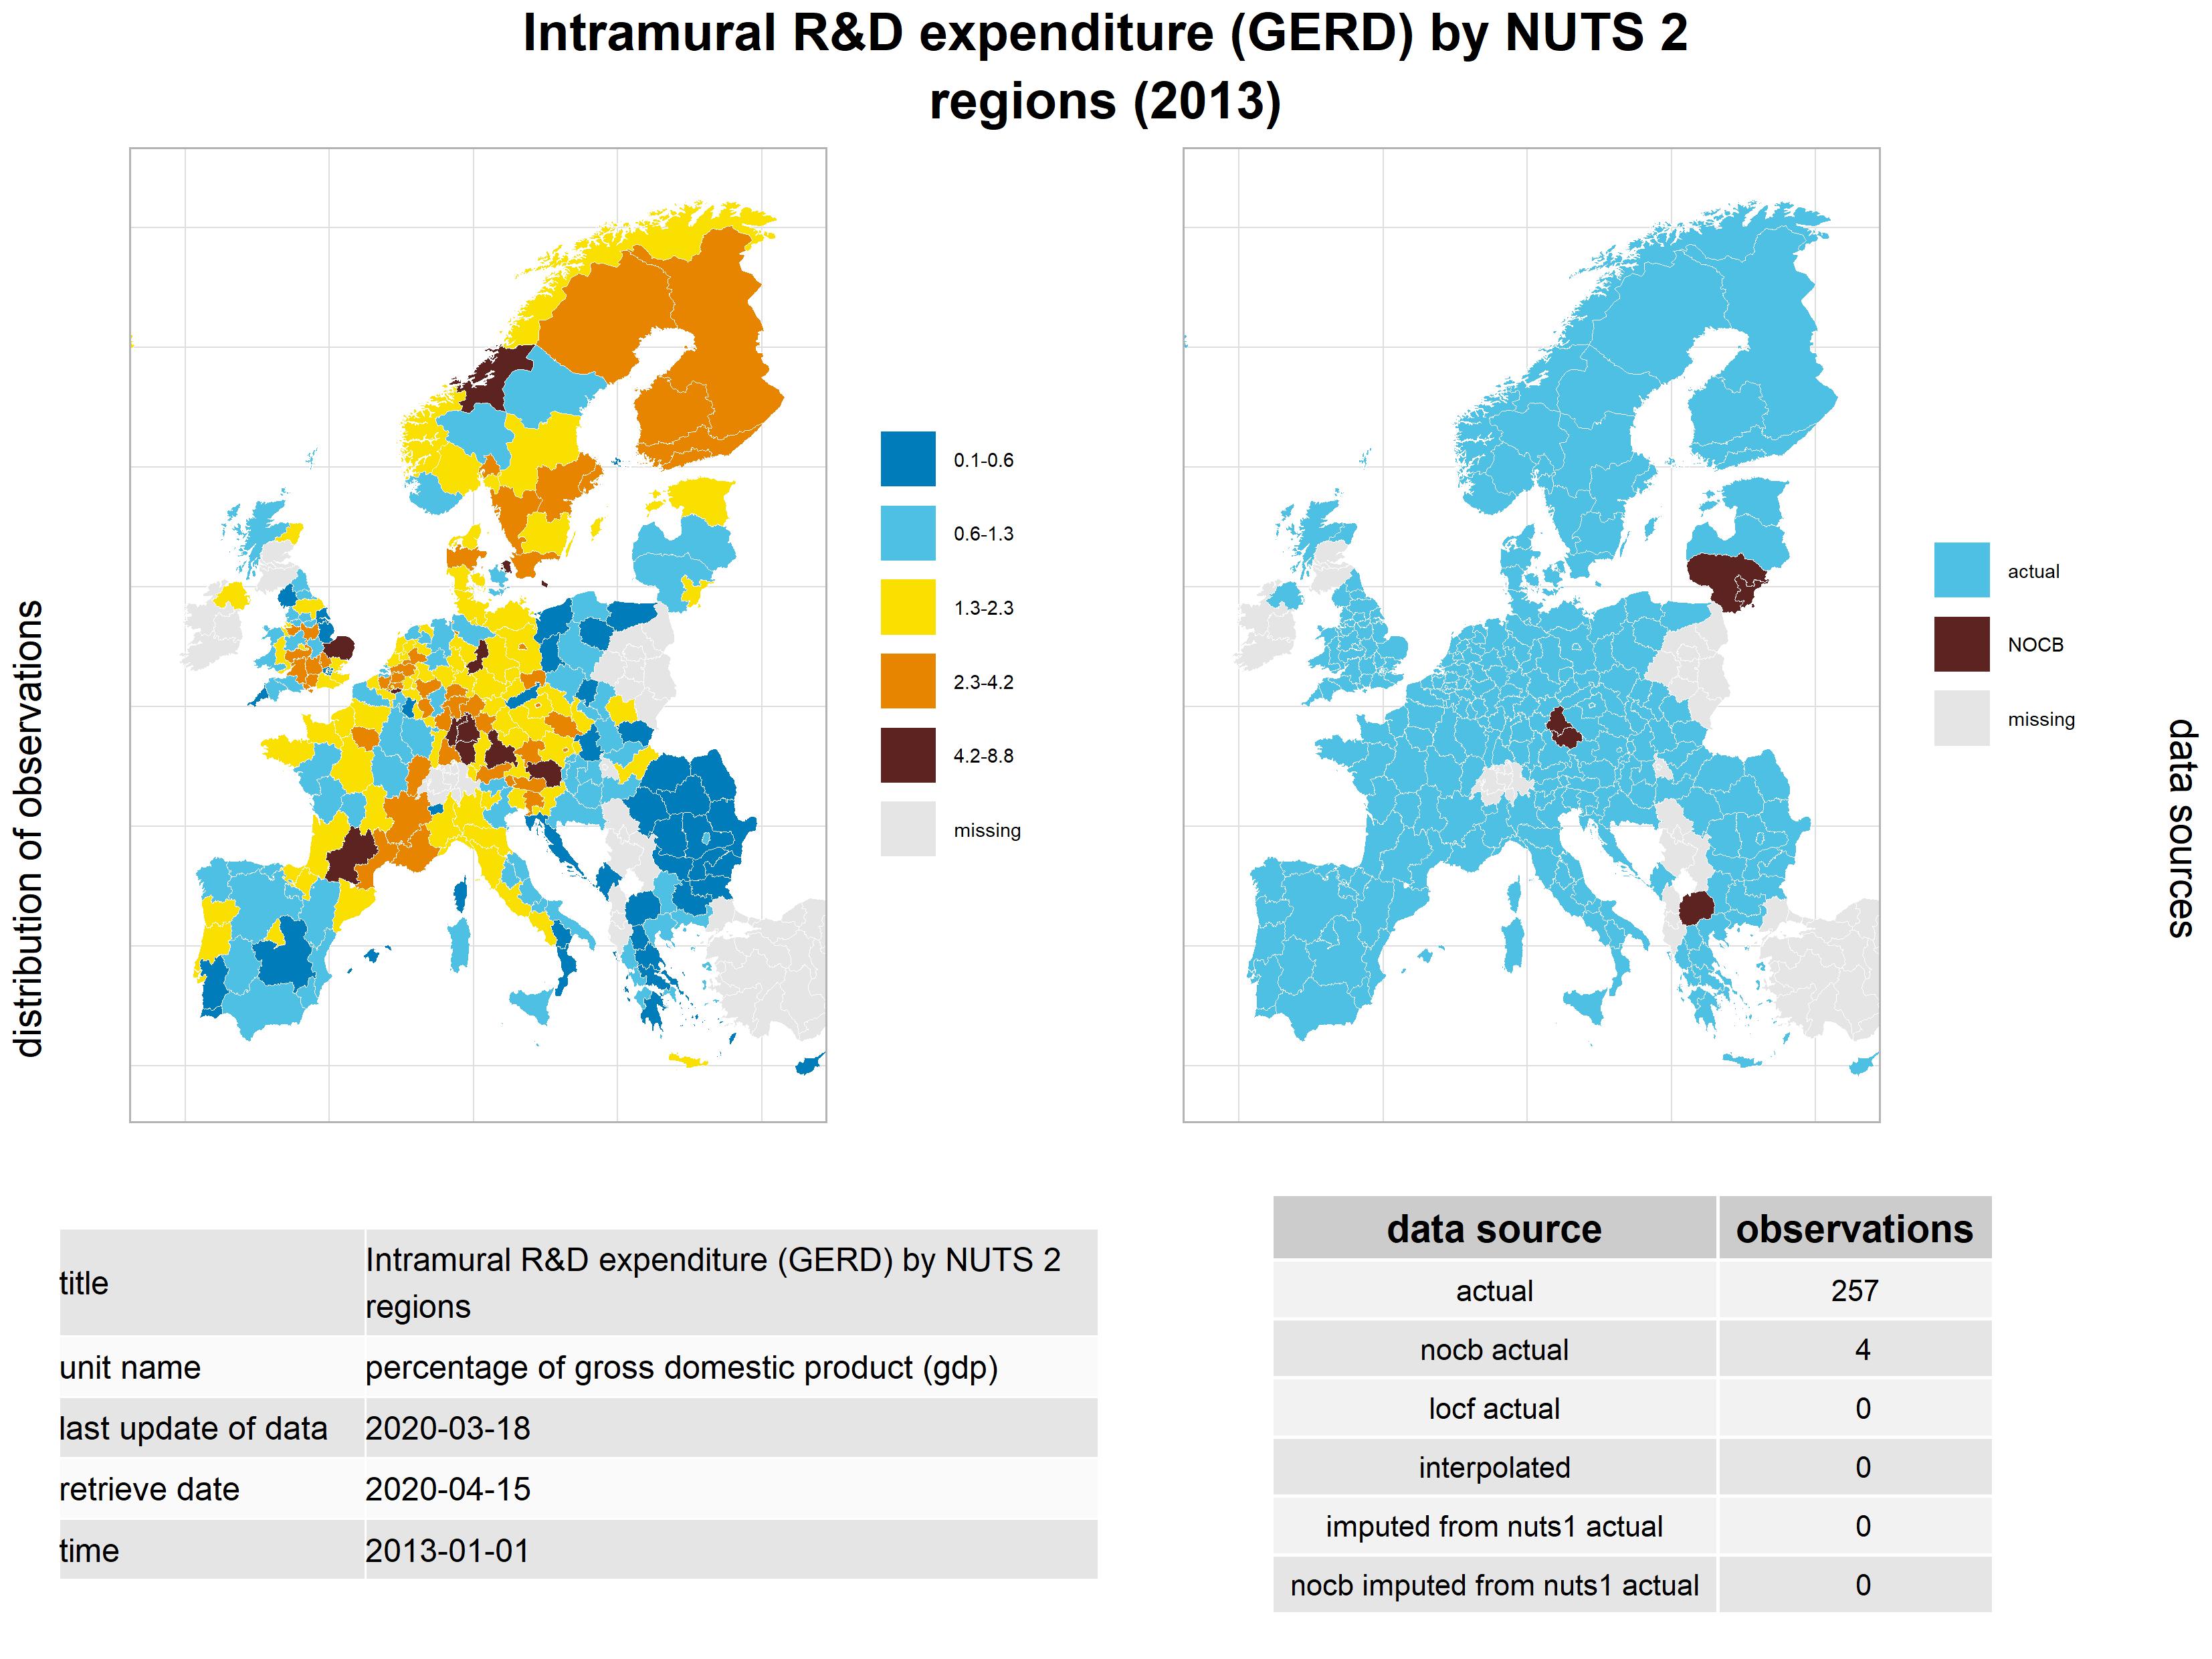 Intramural R&D expenditure (GERD) by NUTS 2
regions (2013)
distribution of observations
0.1-0.6
0.6-1.3
1.3-2.3
2.3-4.2
4.2-8.8
missing
actual
NOCB
missing
data sources
title
Intramural R&D expenditure (GERD) by NUTS 2
regions
unit name percentage of gross domestic product (gdp)
last update of data 2020-03-18
retrieve date 2020-04-15
time 2013-01-01
data source observations
actual 257
nocb actual 4
locf actual 0
interpolated 0
imputed from nuts1 actual 0
nocb imputed from nuts1 actual 0